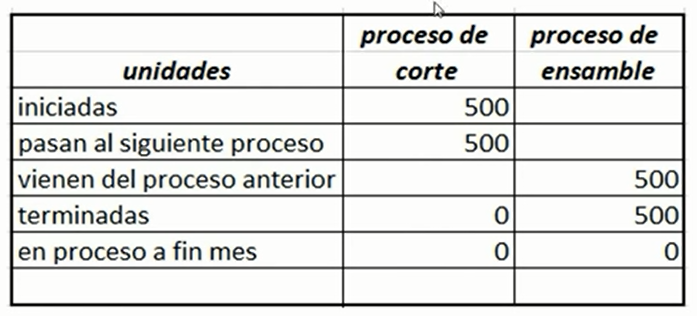 unidades proceso de corte proceso de ensamble
iniciadas 500
pasan al siguiente proceso 500
vienen del proceso anterior 500
terminadas 0 500
en proceso a fin mes 0 0